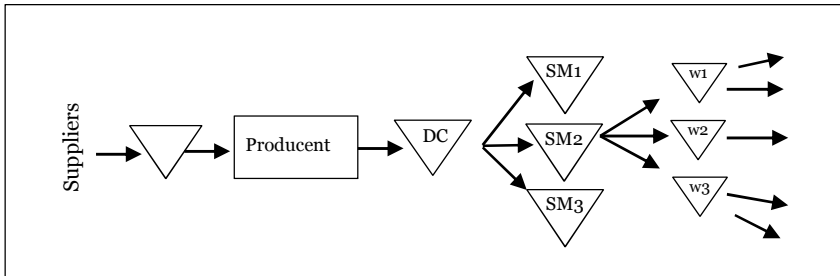 Suppliers
Producent
DC
SM1
SM2
SM3
w1
w2
w3